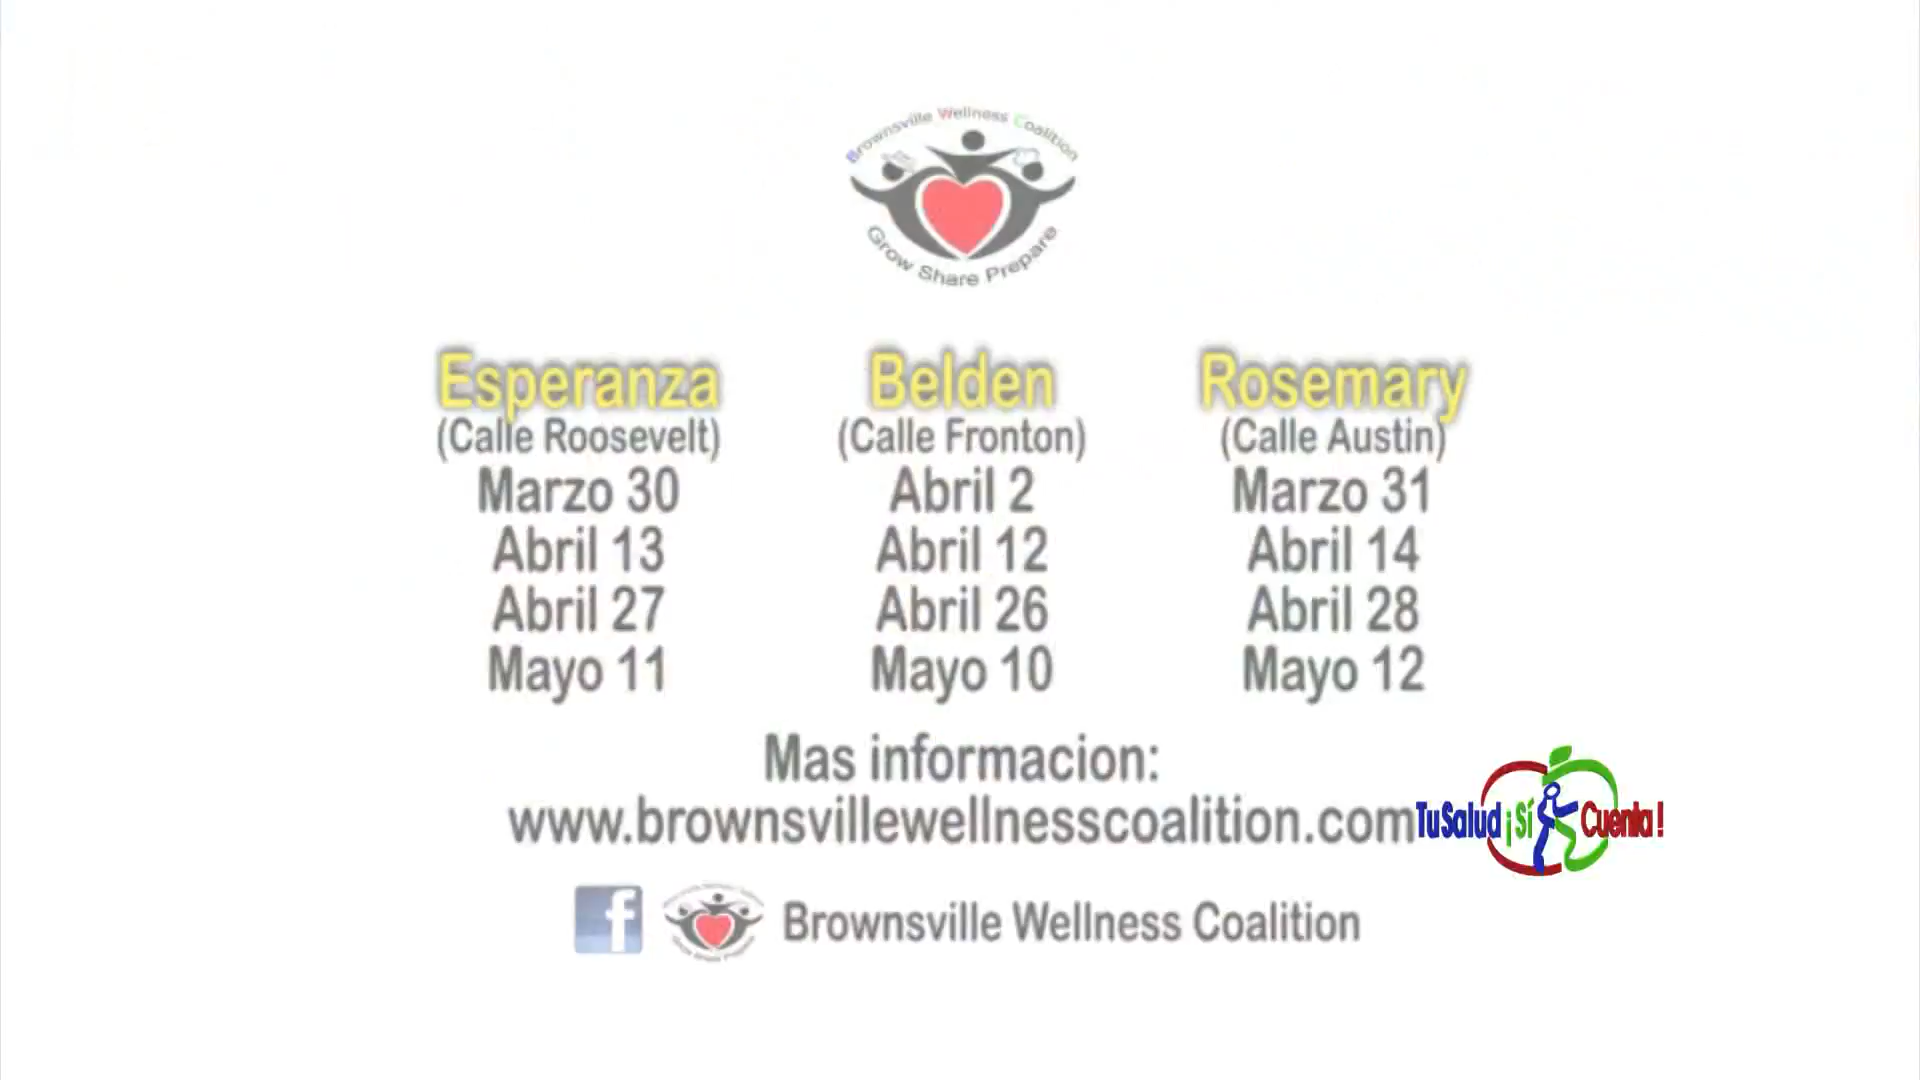 Brownsville Wellness Coalition
Grow Share Prepare
Esperanza
(Calle Roosevelt)
Marzo 30
Abril 13
Abril 27
Mayo 11
Belden
(Calle Fronton)
Abril 2
Abril 12
Abril 26
Mayo 10
Rosemary
(Calle Austin)
Marzo 31
Abril 14
Abril 28
Mayo 12
Mas informacion:
www.brownsvillewellnesscoalition.com
Tu Salud ¡Sí Cuenta!
f
Brownsville Wellness Coalition